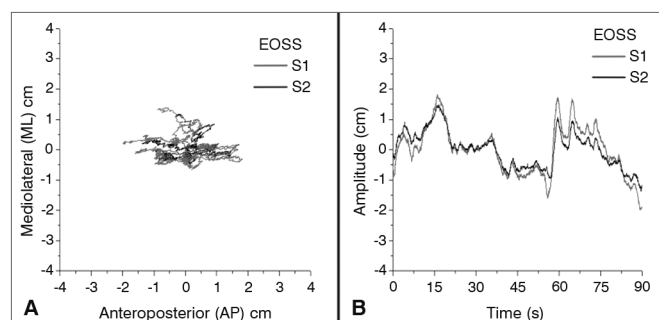 EOSS
S1
S2
4
3
2
1
0
-1
-2
-3
-4
Mediolateral (ML) cm
-4 -3 -2 -1 0 1 2 3 4
Anteroposterior (AP) cm
A
EOSS
S1
S2
4
3
2
1
0
-1
-2
-3
-4
Amplitude (cm)
0 15 30 45 60 75 90
Time (s)
B